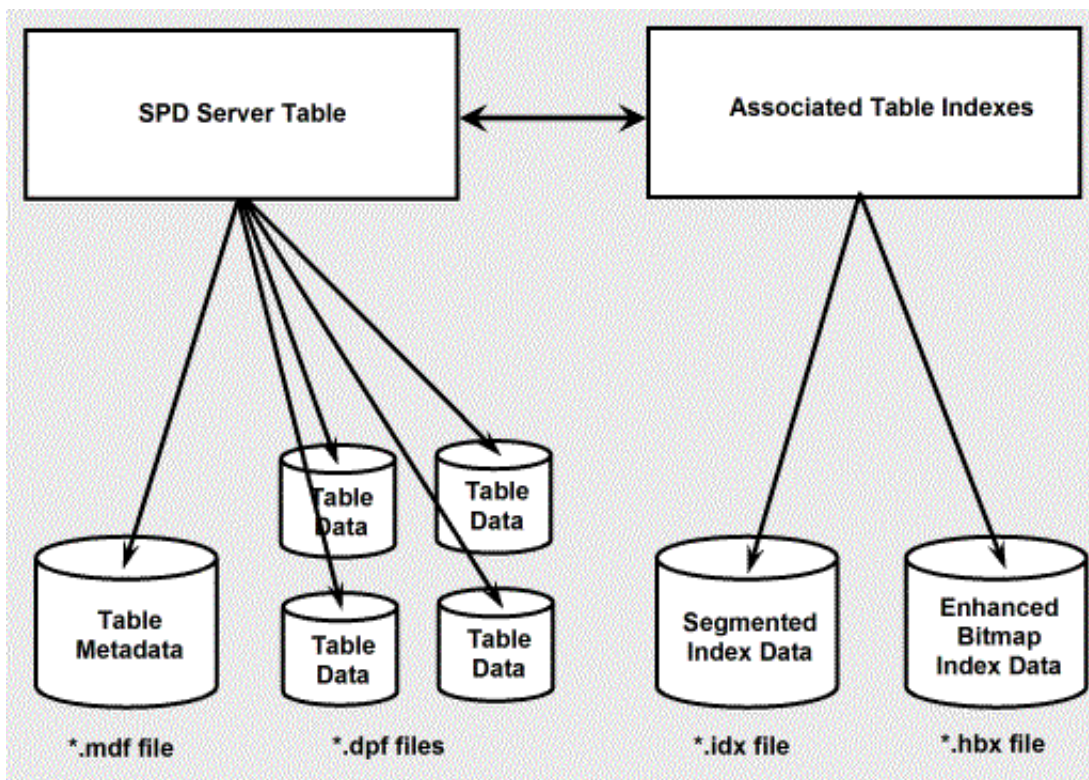 SPD Server Table
Associated Table Indexes
Table
Data
Table
Data
Table
Metadata
Table
Data
Table
Data
Segmented
Index Data
Enhanced
Bitmap
Index Data
*.mdf file
*.dpf files
*.idx file
*.hbx file